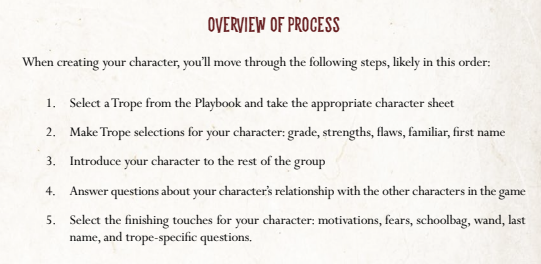 OVERVIEW OF PROCESS
When creating your character, you'll move through the following steps, likely in this order:
1. Select a Trope from the Playbook and take the appropriate character sheet
2. Make Trope selections for your character: grade, strengths, flaws, familiar, first name
3. Introduce your character to the rest of the group
4. Answer questions about your character's relationship with the other characters in the game
5. Select the finishing touches for your character: motivations, fears, schoolbag, wand, last
name, and trope-specific questions.